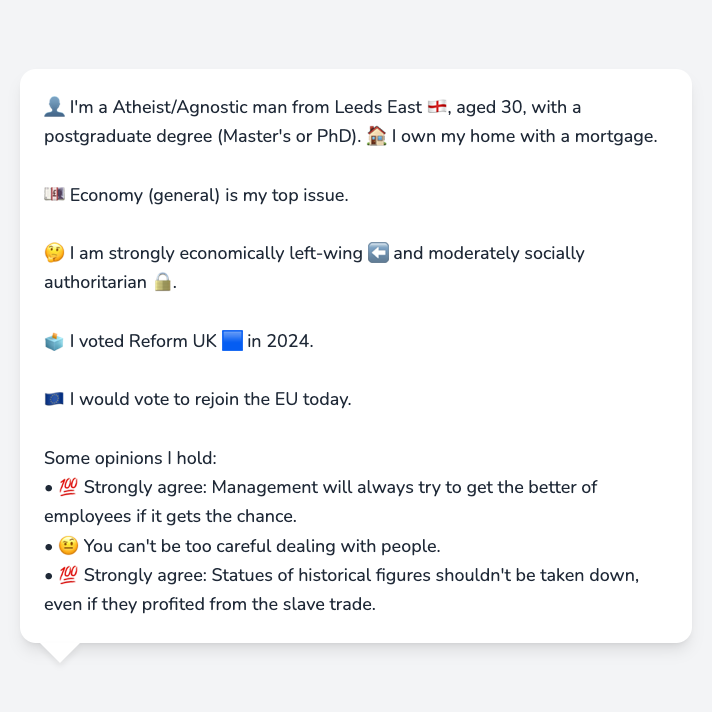 👤 I'm a Atheist/Agnostic man from Leeds East 🏴󠁧󠁢󠁥󠁮󠁧󠁿, aged 30, with a
postgraduate degree (Master's or PhD). 🏠 I own my home with a mortgage.
💷 Economy (general) is my top issue.
🤔 I am strongly economically left-wing ⬅️ and moderately socially
authoritarian 🔒.
🗳️ I voted Reform UK 🟦 in 2024.
🇪🇺 I would vote to rejoin the EU today.
Some opinions I hold:
• 💯 Strongly agree: Management will always try to get the better of
employees if it gets the chance.
• 🤨 You can't be too careful dealing with people.
• 💯 Strongly agree: Statues of historical figures shouldn't be taken down,
even if they profited from the slave trade.